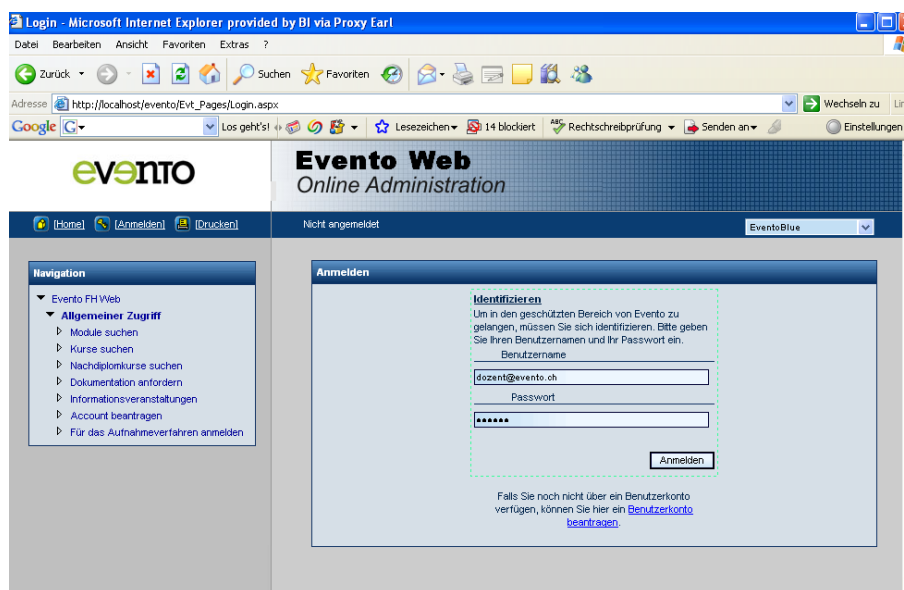 Login - Microsoft Internet Explorer provided by BI via Proxy Earl
Datei Bearbeiten Ansicht Favoriten Extras ?
Zurück Suchen Favoriten
Adresse http://localhost/evento/Evt_Pages/Login.aspx Wechseln zu
Google G Los geht's! Lesezeichen 14 blockiert ABC Rechtschreibprüfung Senden an Einstellungen
evento
Evento Web
Online Administration
[Home] [Anmelden] [Drucken] Nicht angemeldet EventoBlue
Navigation
Evento FH Web
Allgemeiner Zugriff
Module suchen
Kurse suchen
Nachdiplomkurse suchen
Dokumentation anfordern
Informationsveranstaltungen
Account beantragen
Für das Aufnahmeverfahren anmelden
Anmelden
Identifizieren
Um in den geschützten Bereich von Evento zu
gelangen, müssen Sie sich identifizieren. Bitte geben
Sie Ihren Benutzernamen und Ihr Passwort ein.
Benutzername
dozent@evento.ch
Passwort
••••••
Anmelden
Falls Sie noch nicht über ein Benutzerkonto
verfügen, können Sie hier ein Benutzerkonto
beantragen.